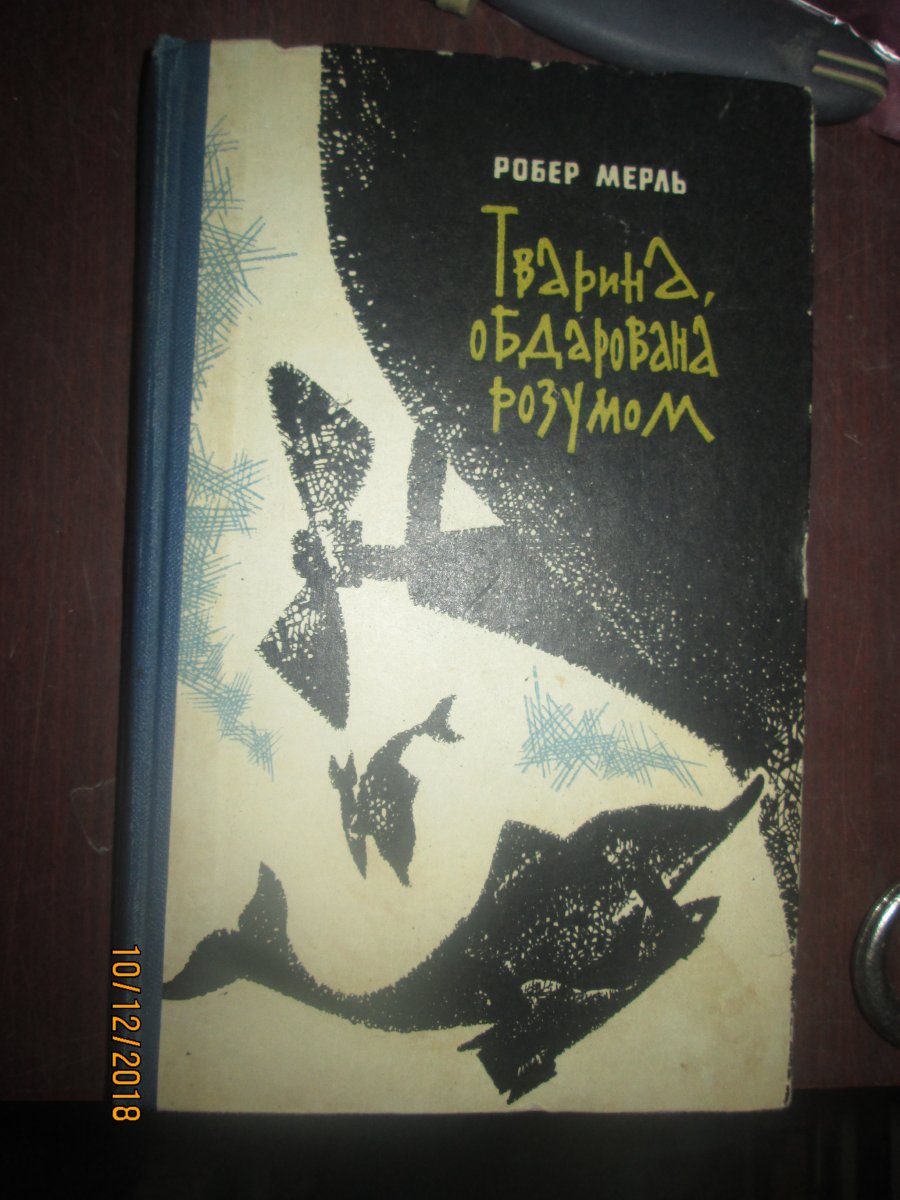 РОБЕР МЕРЛЬ
Тварина,
обдарована
розумом
10/12/2018